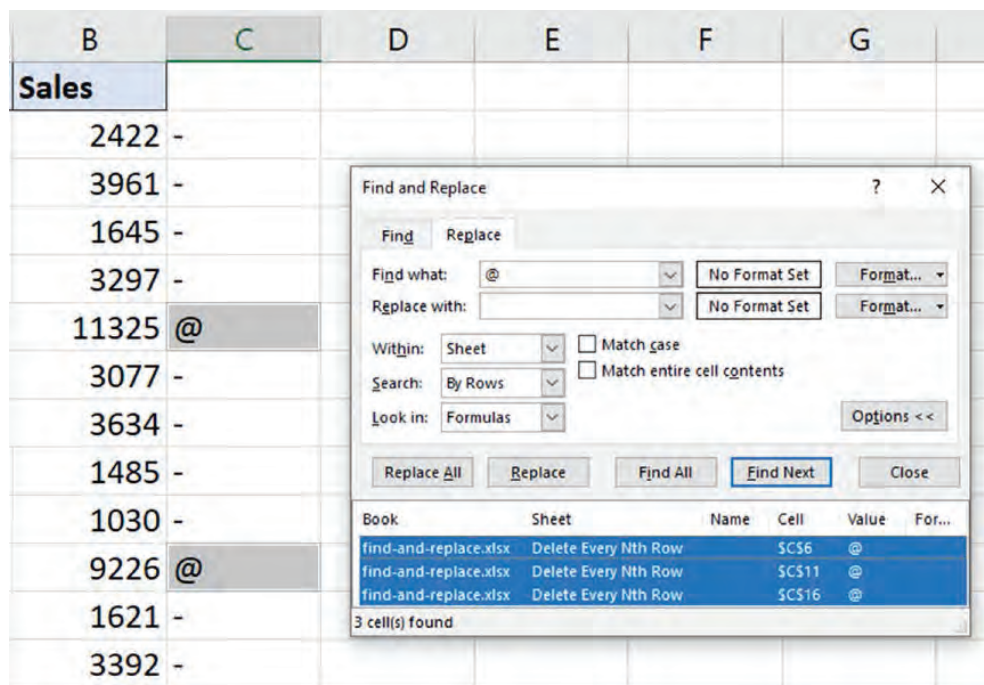 B C D E F G
Sales
2422 -
3961 -
1645 -
3297 -
11325 @
3077 -
3634 -
1485 -
1030 -
9226 @
1621 -
3392 -
Find and Replace ? ×
Find Replace
Find what: @ No Format Set Format...
Replace with: No Format Set Format...
Within: Sheet Match case
Match entire cell contents
Search: By Rows
Look in: Formulas Options <<
Replace All Replace Find All Find Next Close
Book Sheet Name Cell Value For...
find-and-replace.xlsx Delete Every Nth Row $C$6 @
find-and-replace.xlsx Delete Every Nth Row $C$11 @
find-and-replace.xlsx Delete Every Nth Row $C$16 @
3 cell(s) found